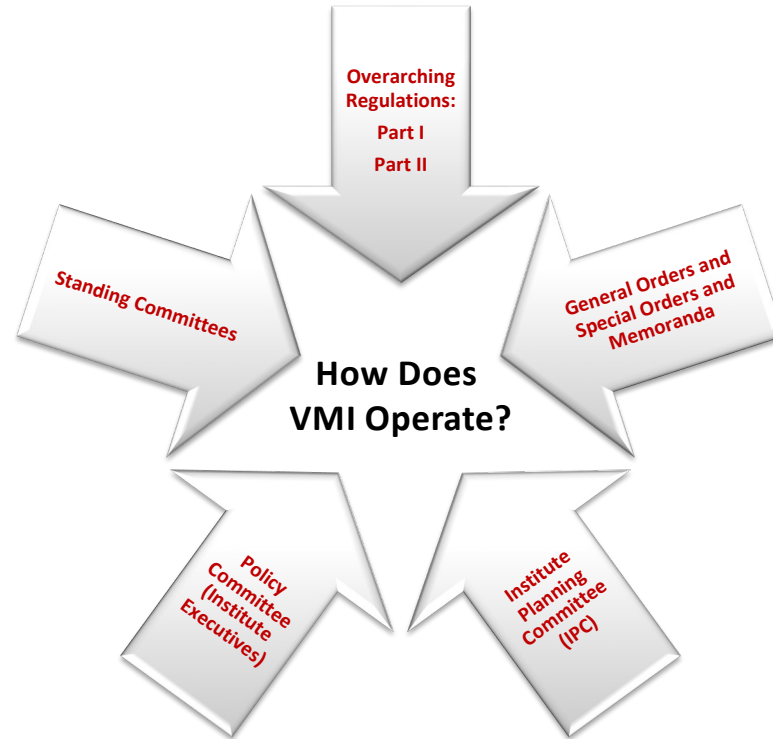 Overarching
Regulations:
Part I
Part II
Standing Committees
General Orders and
Special Orders and
Memoranda
How Does
VMI Operate?
Policy
Committee
(Institute
Executives)
Institute
Planning
Committee
(IPC)